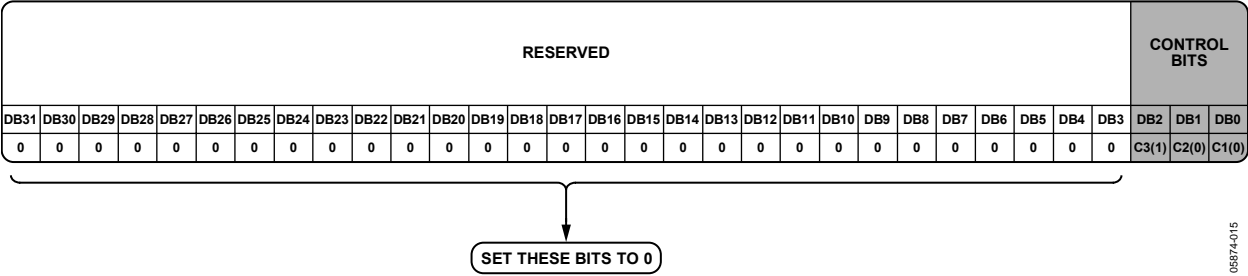 RESERVED
CONTROL
BITS
DB31 DB30 DB29 DB28 DB27 DB26 DB25 DB24 DB23 DB22 DB21 DB20 DB19 DB18 DB17 DB16 DB15 DB14 DB13 DB12 DB11 DB10 DB9 DB8 DB7 DB6 DB5 DB4 DB3 DB2 DB1 DB0
0 0 0 0 0 0 0 0 0 0 0 0 0 0 0 0 0 0 0 0 0 0 0 0 0 0 0 0 0 C3(1) C2(0) C1(0)
SET THESE BITS TO 0
05874-015